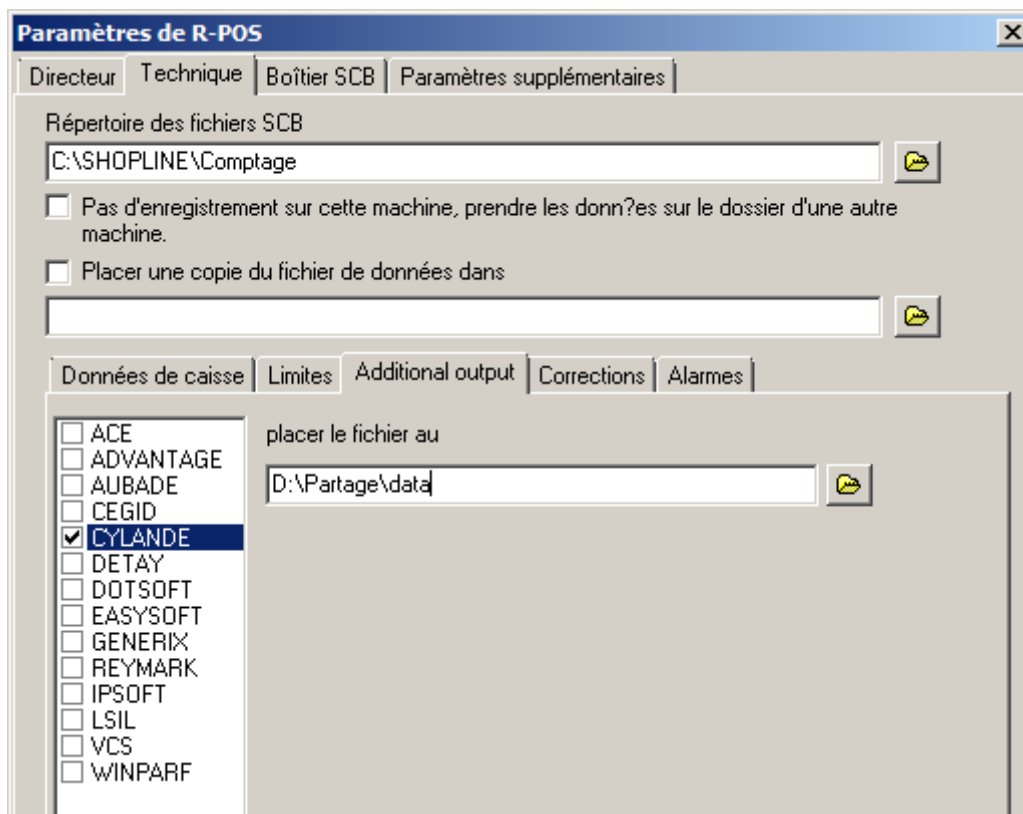 Paramètres de R-POS
Directeur Technique Boîtier SCB Paramètres supplémentaires
Répertoire des fichiers SCB
C:\SHOPLINE\Comptage
Pas d'enregistrement sur cette machine, prendre les donn?es sur le dossier d'une autre
machine.
Placer une copie du fichier de données dans
Données de caisse Limites Additional output Corrections Alarmes
ACE
ADVANTAGE
AUBADE
CEGID
CYLANDE
DETAY
DOTSOFT
EASYSOFT
GENERIX
REYMARK
IPSOFT
LSIL
VCS
WINPARF
placer le fichier au
D:\Partage\data